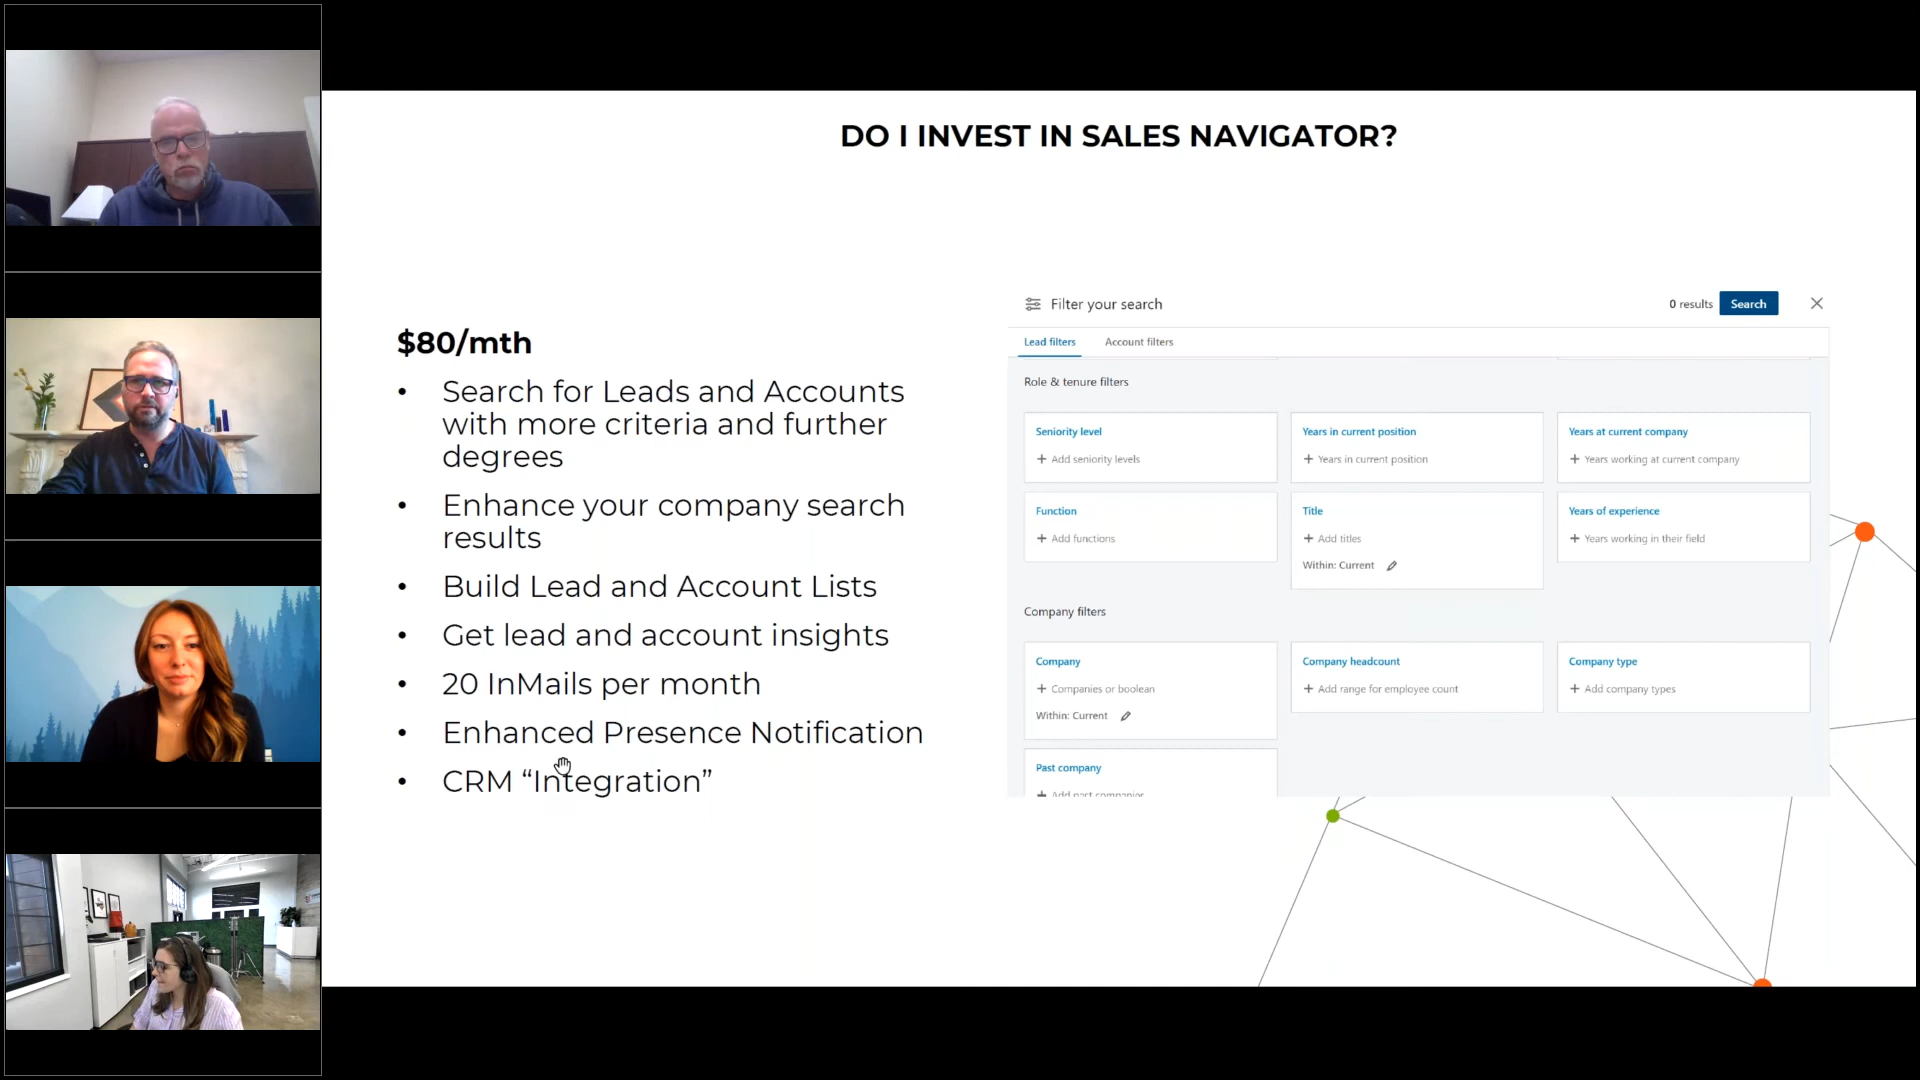 DO I INVEST IN SALES NAVIGATOR?
$80/mth
• Search for Leads and Accounts
with more criteria and further
degrees
• Enhance your company search
results
• Build Lead and Account Lists
• Get lead and account insights
• 20 InMails per month
• Enhanced Presence Notification
• CRM “Integration”
Filter your search
0 results Search
Lead filters Account filters
Role & tenure filters
Seniority level
+ Add seniority levels
Years in current position
+ Years in current position
Years at current company
+ Years working at current company
Function
+ Add functions
Title
+ Add titles
Within: Current
Years of experience
+ Years working in their field
Company filters
Company
+ Companies or boolean
Within: Current
Company headcount
+ Add range for employee count
Company type
+ Add company types
Past company
+ Add past companies